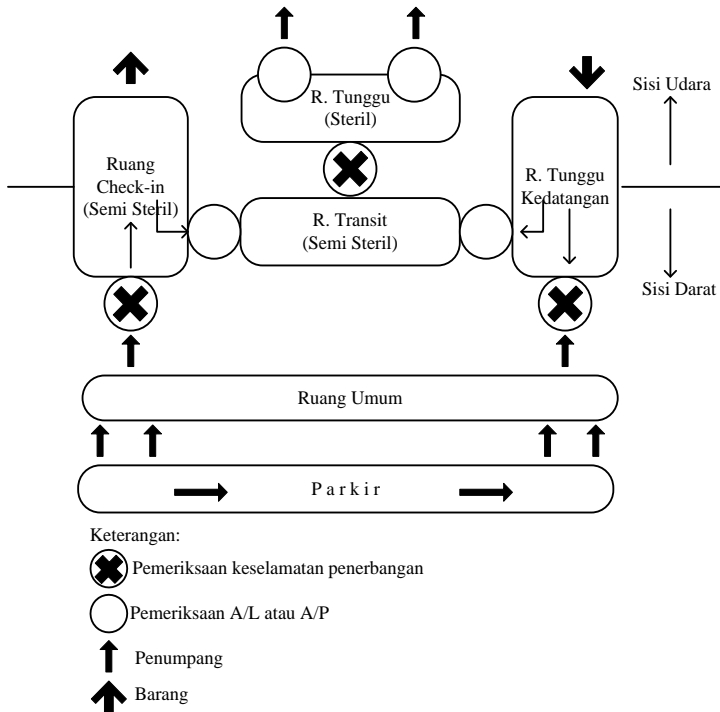 R. Tunggu
(Steril)
Sisi Udara
Ruang
Check-in
(Semi Steril)
R. Tunggu
Kedatangan
R. Transit
(Semi Steril)
Sisi Darat
Ruang Umum
Parkir
Keterangan:
Pemeriksaan keselamatan penerbangan
Pemeriksaan A/L atau A/P
Penumpang
Barang